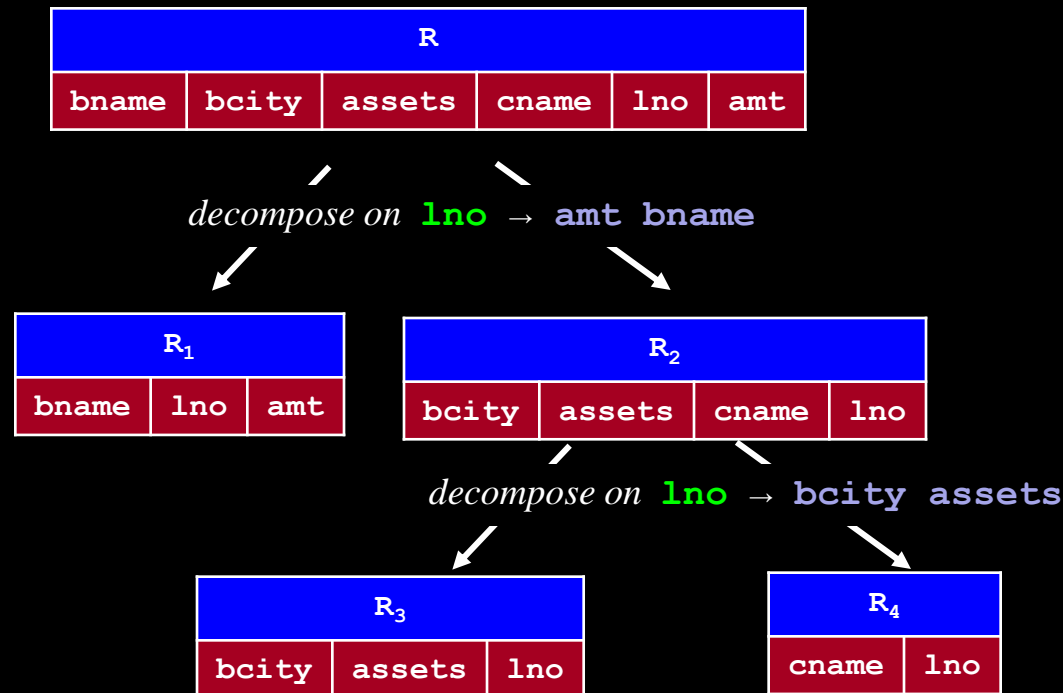 R
bname bcity assets cname lno amt
decompose on lno → amt bname
R₁
bname lno amt
R₂
bcity assets cname lno
decompose on lno → bcity assets
R₃
bcity assets lno
R₄
cname lno